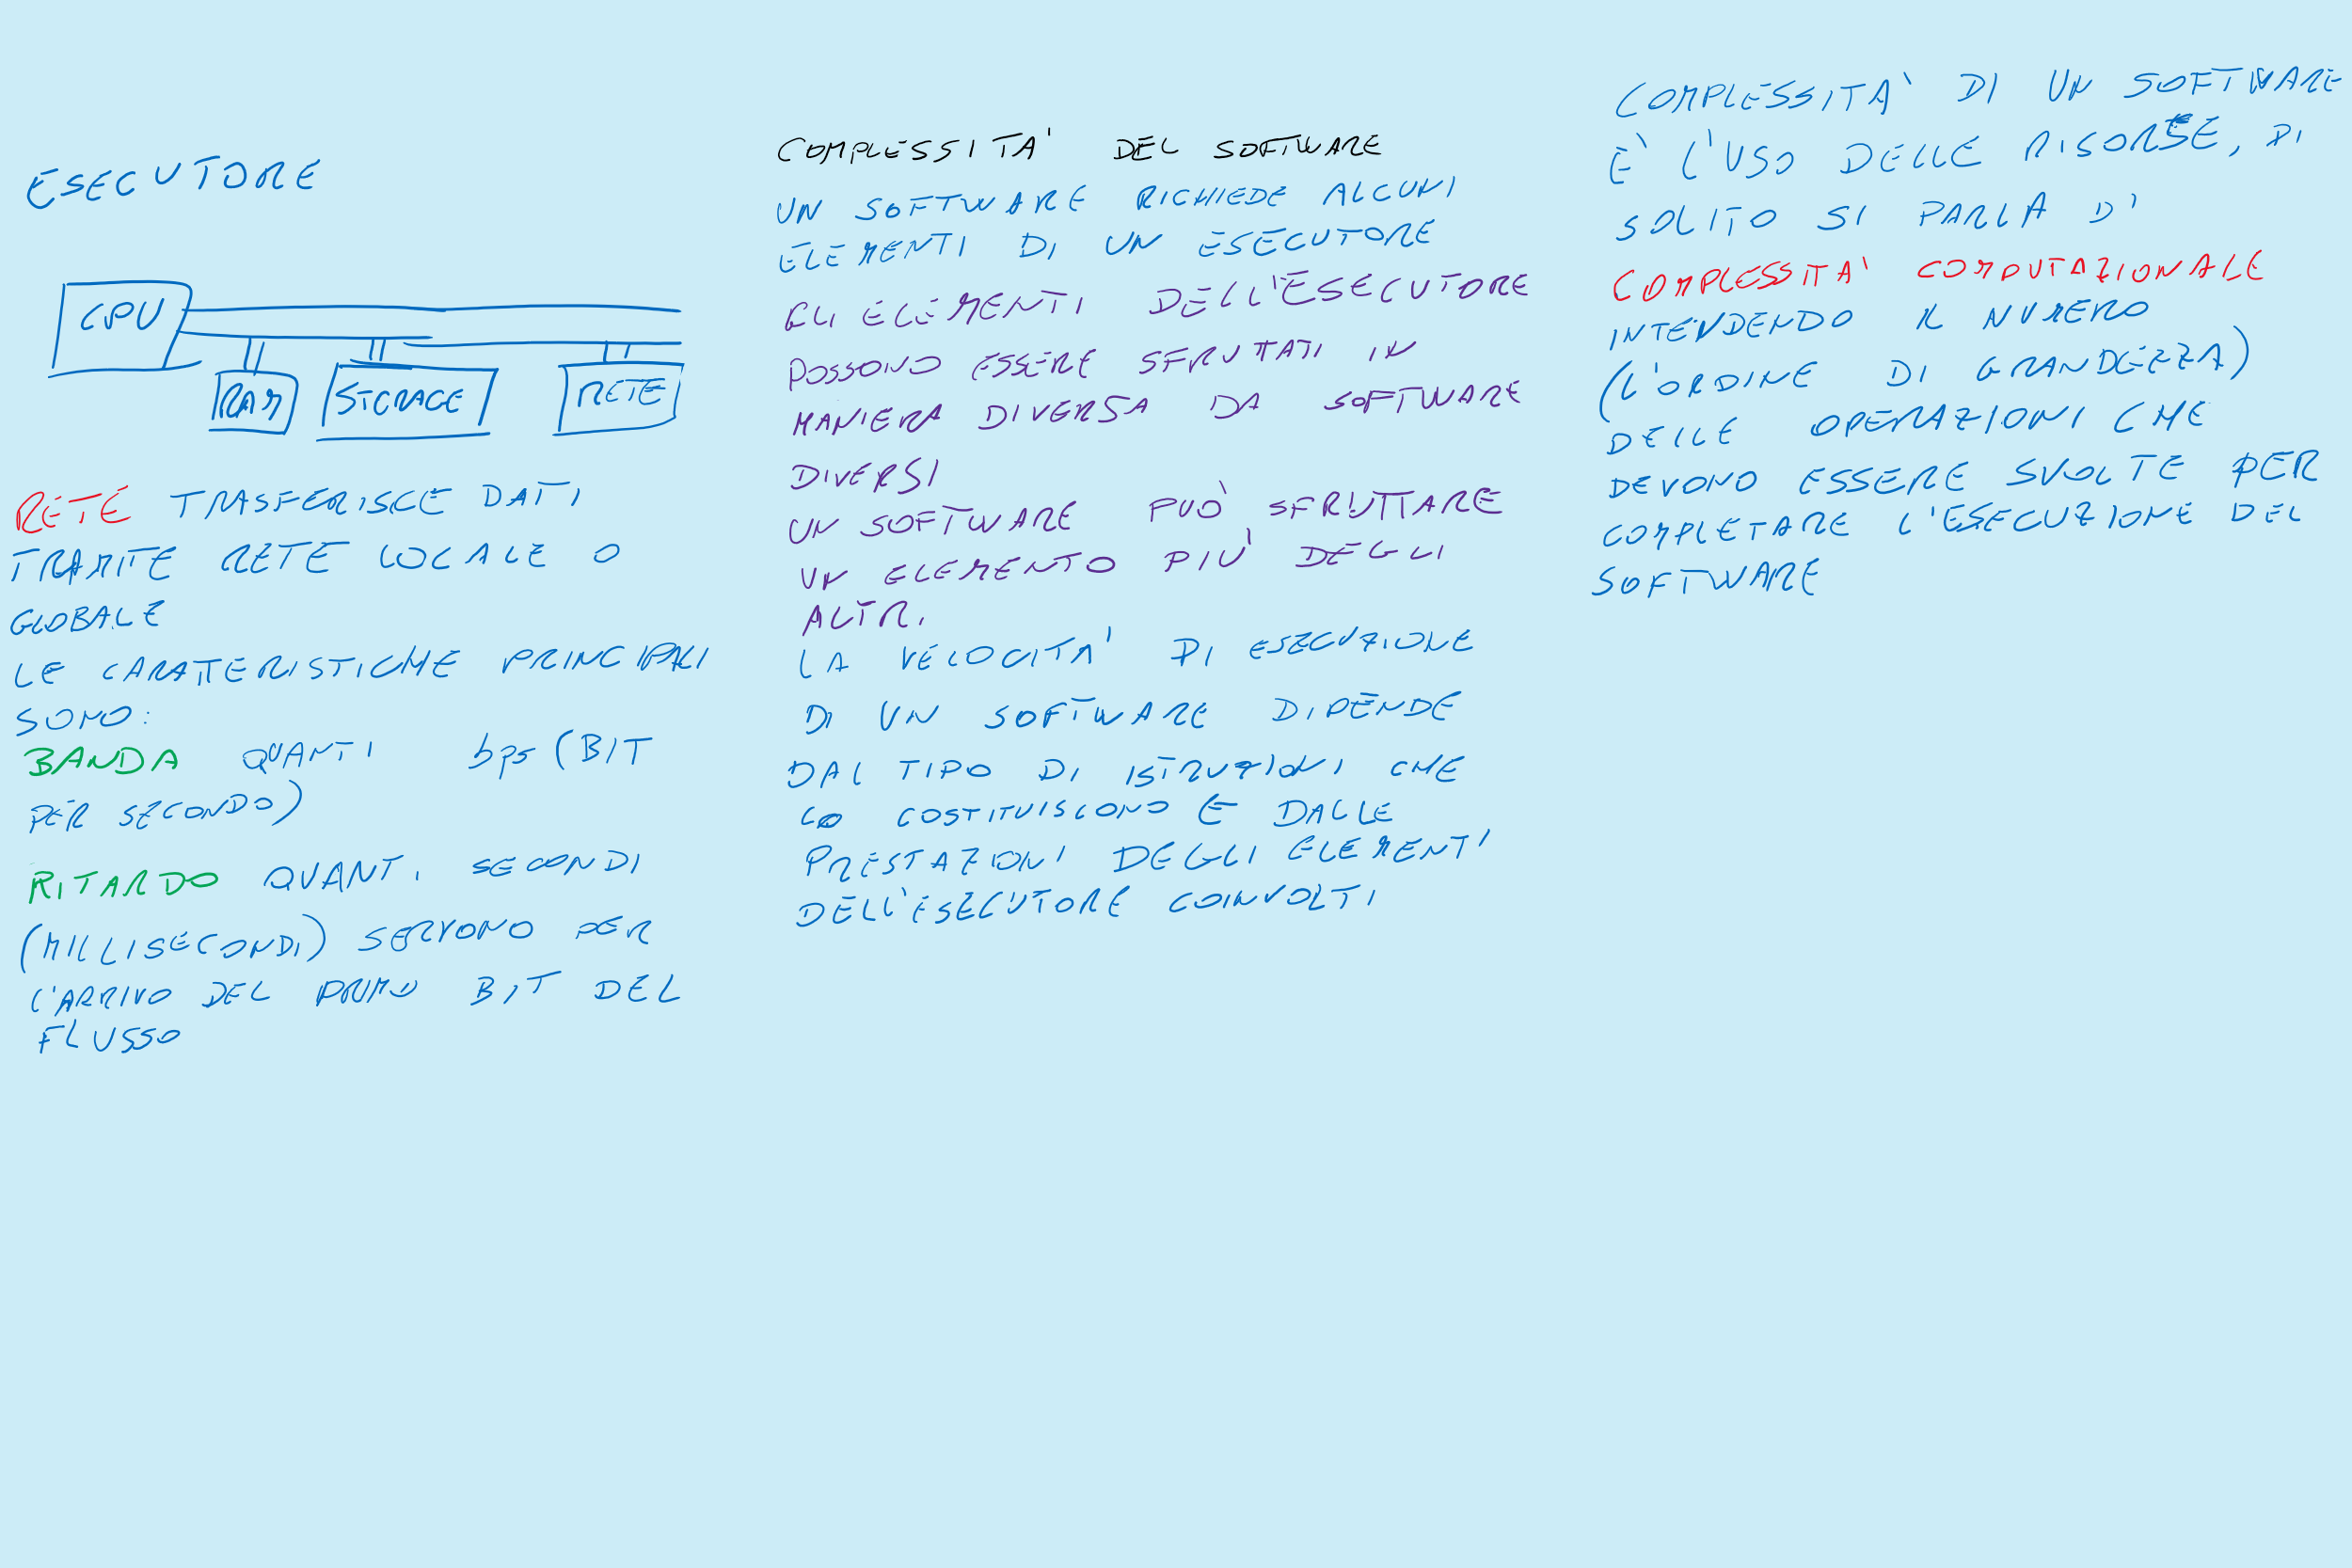 ESECUTORE
CPU
RAM
STORAGE
RETE
RETE TRASFERISCE DATI
TRAMITE RETE LOCALE O
GLOBALE
LE CARATTERISTICHE PRINCIPALI
SONO:
BANDA QUANTI bps (BIT
PER SECONDO)
RITARDO QUANTI SECONDI
(MILLISECONDI) SERVONO PER
L'ARRIVO DEL PRIMO BIT DEL
FLUSSO
COMPLESSITA' DEL SOFTWARE
UN SOFTWARE RICHIEDE ALCUNI
ELEMENTI DI UN ESECUTORE
GLI ELEMENTI DELL'ESECUTORE
POSSONO ESSERE SFRUTTATI IN
MANIERA DIVERSA DA SOFTWARE
DIVERSI
UN SOFTWARE PUÒ SFRUTTARE
UN ELEMENTO PIU' DEGLI
ALTRI
LA VELOCITA' DI ESECUZIONE
DI UN SOFTWARE DIPENDE
DAL TIPO DI ISTRUZIONI CHE
LO COSTITUISCONO E DALLE
PRESTAZIONI DEGLI ELEMENTI
DELL'ESECUTORE COINVOLTI
COMPLESSITA' DI UN SOFTWARE
E' L'USO DELLE RISORSE, DI
SOLITO SI PARLA DI
COMPLESSITA' COMPUTAZIONALE
INTENDENDO IL NUMERO
(L'ORDINE DI GRANDEZZA)
DELLE OPERAZIONI CHE
DEVONO ESSERE SVOLTE PER
COMPLETARE L'ESECUZIONE DEL
SOFTWARE